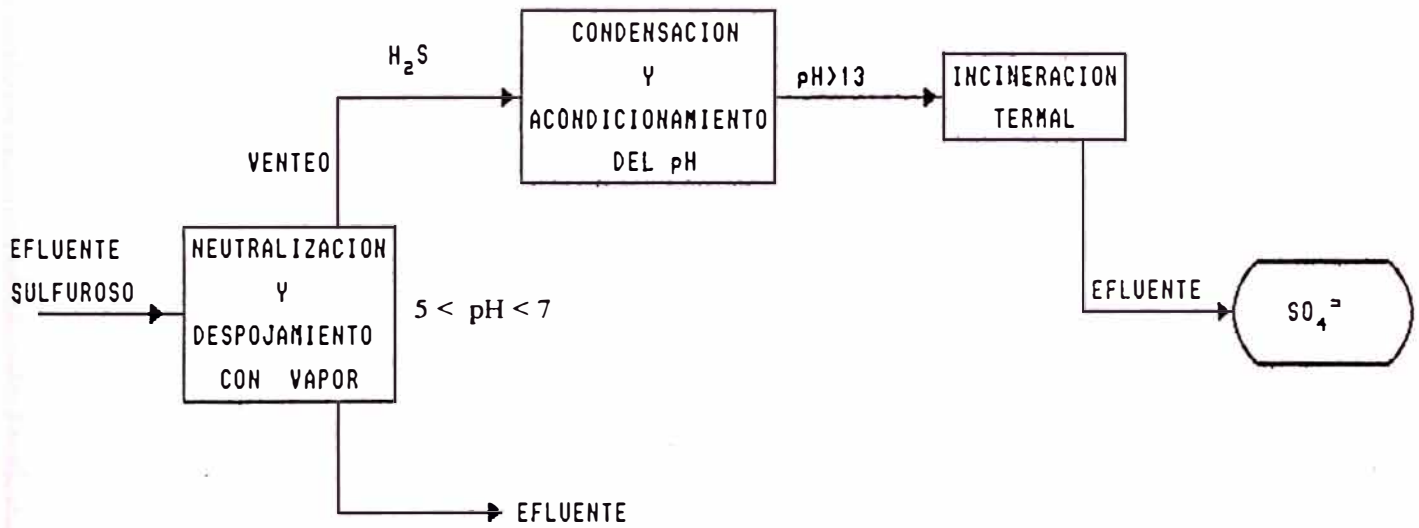 CONDENSACION
Y
ACONDICIONAMIENTO
DEL pH
H₂S
pH>13
INCINERACION
TERMAL
VENTEO
EFLUENTE
SULFUROSO
NEUTRALIZACION
Y
DESPOJAMIENTO
CON VAPOR
5 < pH < 7
EFLUENTE
SO₄⁼
EFLUENTE